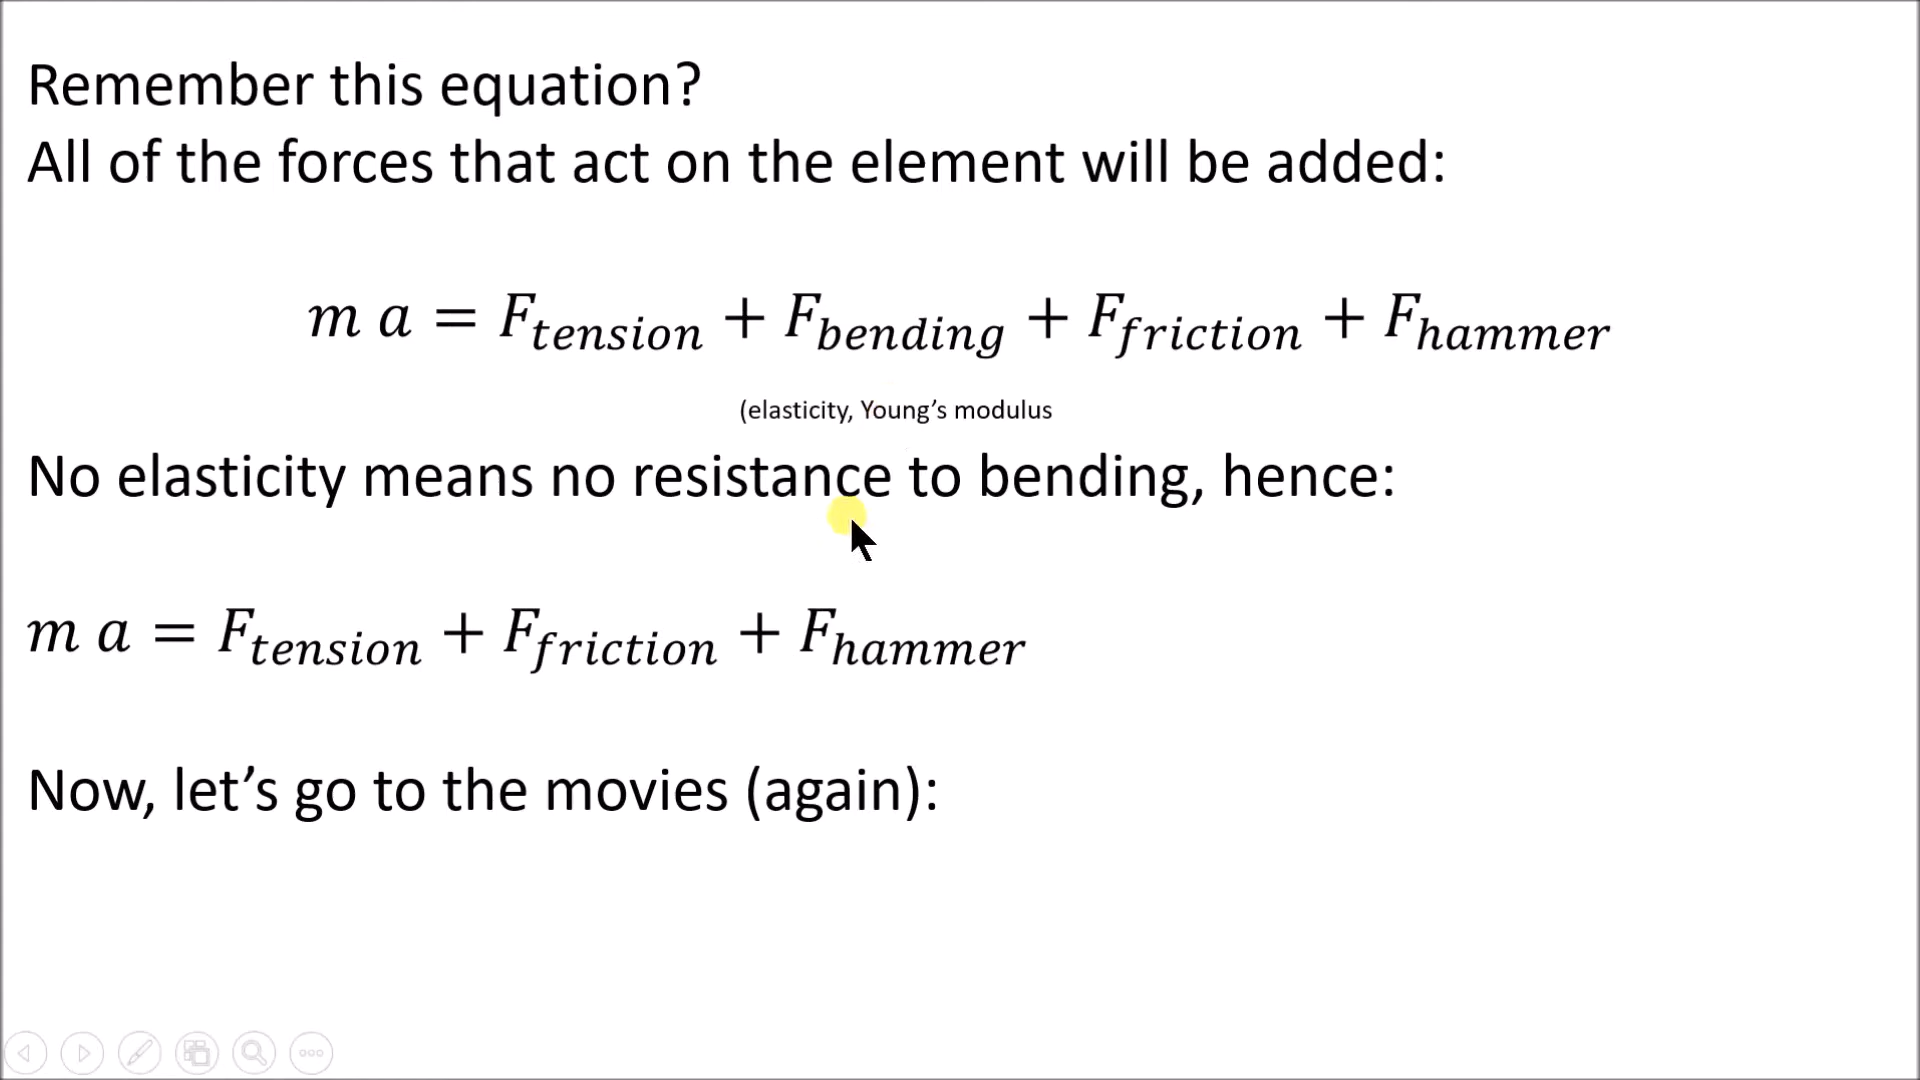 Remember this equation?
All of the forces that act on the element will be added:
m a = F_tension + F_bending + F_friction + F_hammer
(elasticity, Young’s modulus
No elasticity means no resistance to bending, hence:
m a = F_tension + F_friction + F_hammer
Now, let’s go to the movies (again):